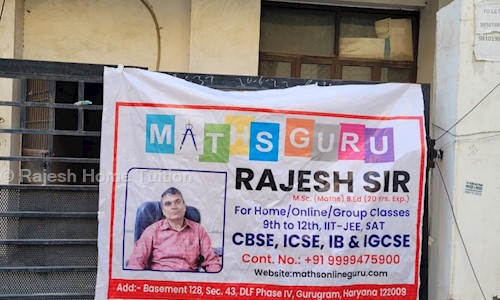 © Rajesh Home Tuition
MATHSGURU
RAJESH SIR
M.Sc. (Maths) B.Ed (20 Yrs. Exp.)
For Home/Online/Group Classes
9th to 12th, IIT-JEE, SAT
CBSE, ICSE, IB & IGCSE
Cont. No.: +91 9999475900
Website:mathsonlineguru.com
Add:- Basement 128, Sec. 43, DLF Phase IV, Gurugram, Haryana 122009